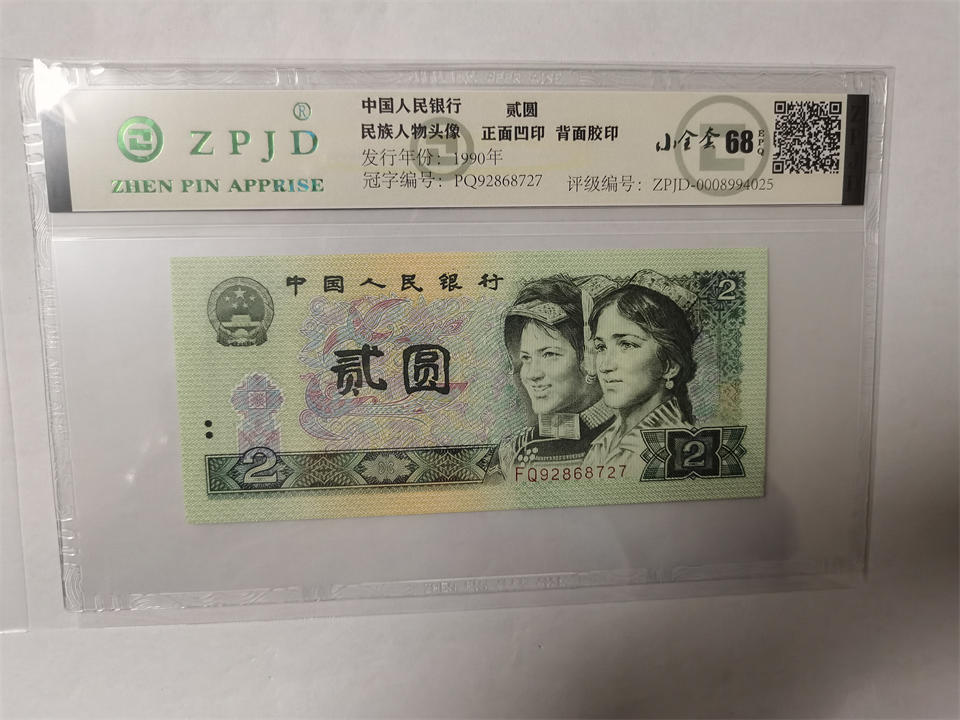 ZPJD®
ZHEN PIN APPRISE
中国人民银行 贰圆
民族人物头像 正面凹印 背面胶印
发行年份：1990年
冠字编号：PQ92868727 评级编号：ZPJD-0008994025
小全套 68 EPQ
中国人民银行
2
贰圆
2
FQ92868727
2